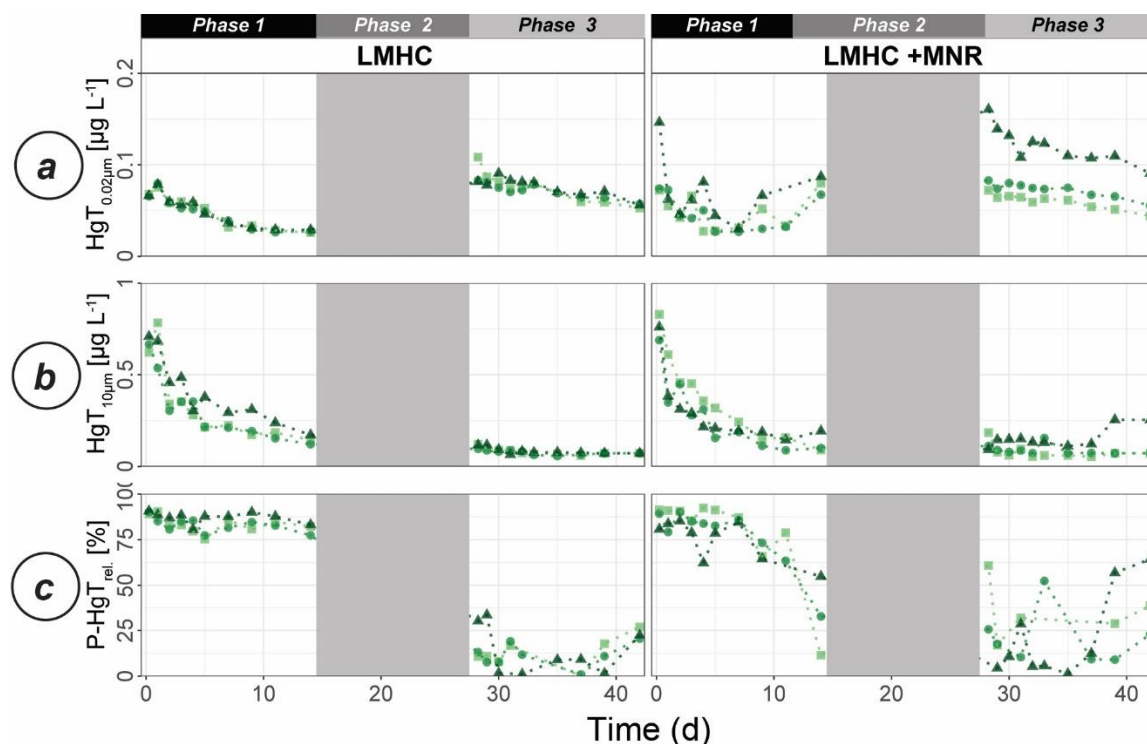 Phase 1 Phase 2 Phase 3 Phase 1 Phase 2 Phase 3
LMHC LMHC +MNR
a
HgT0.02µm [µg L-1]
0.2
0.1
0
b
HgT10µm [µg L-1]
1
0.5
0
c
P-HgTrel. [%]
100
75
50
25
0
0 10 20 30 40 0 10 20 30 40
Time (d)